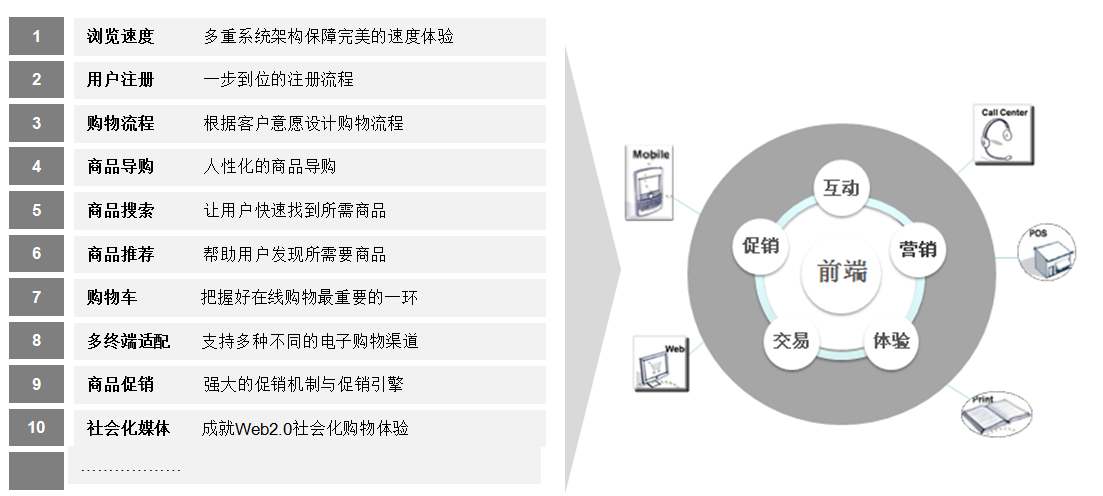 1 浏览速度 多重系统架构保障完美的速度体验
2 用户注册 一步到位的注册流程
3 购物流程 根据客户意愿设计购物流程
4 商品导购 人性化的商品导购
5 商品搜索 让用户快速找到所需商品
6 商品推荐 帮助用户发现所需要商品
7 购物车 把握好在线购物最重要的一环
8 多终端适配 支持多种不同的电子购物渠道
9 商品促销 强大的促销机制与促销引擎
10 社会化媒体 成就Web2.0社会化购物体验
………………
Call Center
Mobile
互动
POS
促销
营销
前端
交易
体验
Web
Print